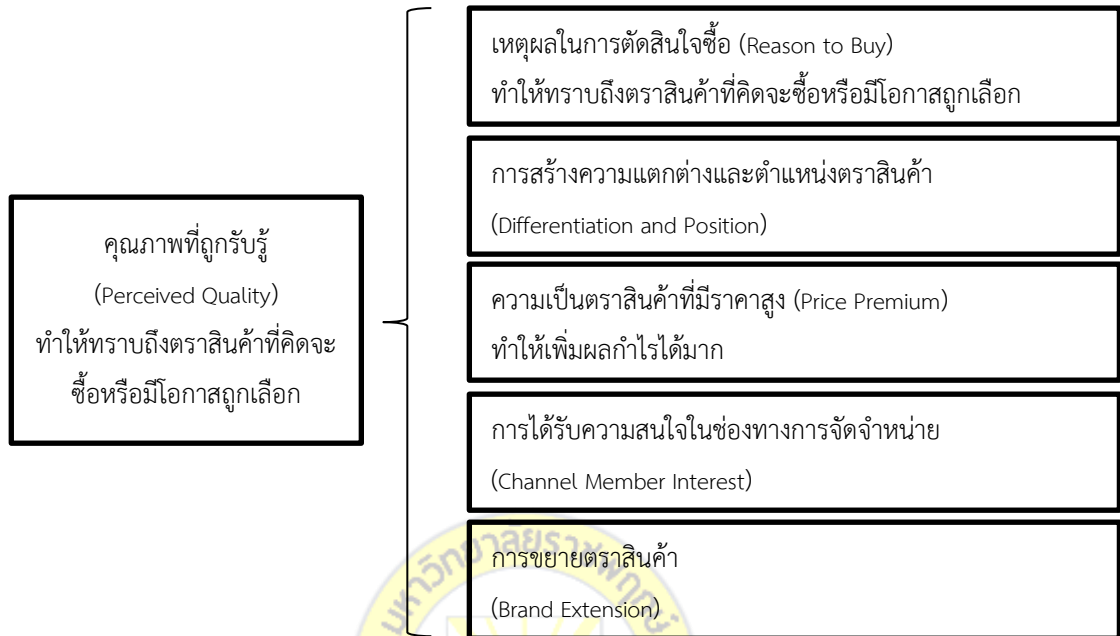 เหตุผลในการตัดสินใจซื้อ (Reason to Buy)
ทำให้ทราบถึงตราสินค้าที่คิดจะซื้อหรือมีโอกาสถูกเลือก
การสร้างความแตกต่างและตำแหน่งตราสินค้า
(Differentiation and Position)
คุณภาพที่ถูกรับรู้
(Perceived Quality)
ทำให้ทราบถึงตราสินค้าที่คิดจะ
ซื้อหรือมีโอกาสถูกเลือก
ความเป็นตราสินค้าที่มีราคาสูง (Price Premium)
ทำให้เพิ่มผลกำไรได้มาก
การได้รับความสนใจในช่องทางการจัดจำหน่าย
(Channel Member Interest)
การขยายตราสินค้า
(Brand Extension)